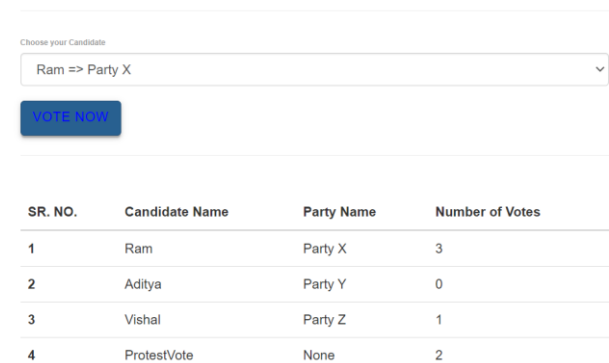 Choose your Candidate
Ram => Party X
VOTE NOW
SR. NO. Candidate Name Party Name Number of Votes
1 Ram Party X 3
2 Aditya Party Y 0
3 Vishal Party Z 1
4 ProtestVote None 2